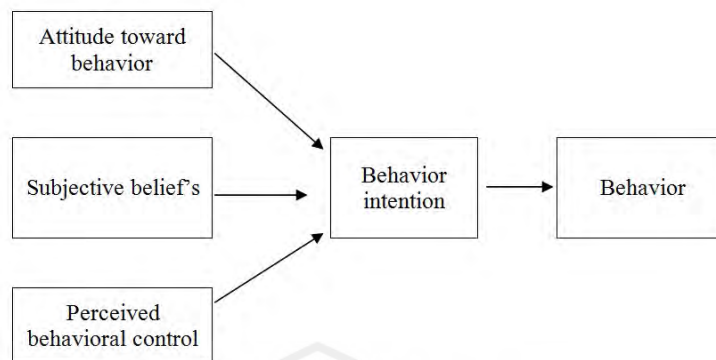 Attitude toward
behavior
Subjective belief's
Behavior
intention
Behavior
Perceived
behavioral control